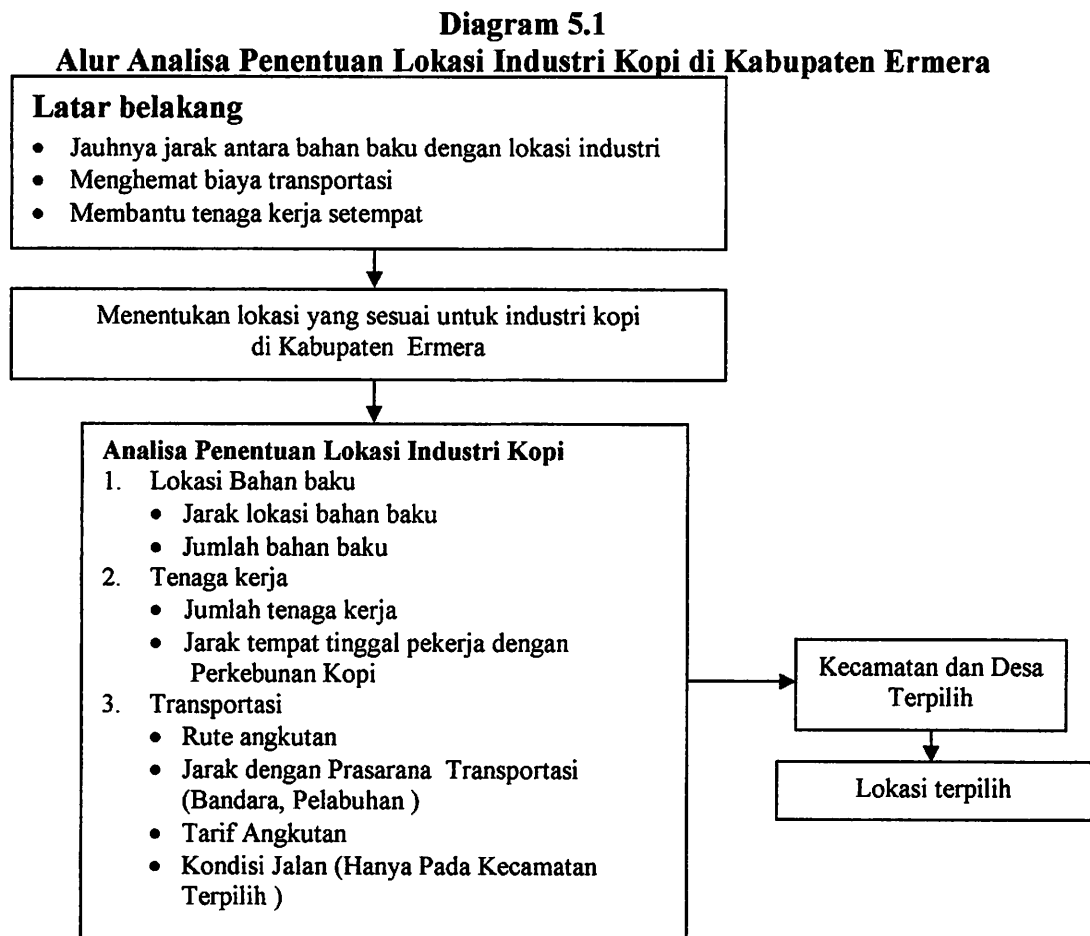 Diagram 5.1
Alur Analisa Penentuan Lokasi Industri Kopi di Kabupaten Ermera
Latar belakang
• Jauhnya jarak antara bahan baku dengan lokasi industri
• Menghemat biaya transportasi
• Membantu tenaga kerja setempat
Menentukan lokasi yang sesuai untuk industri kopi
di Kabupaten Ermera
Analisa Penentuan Lokasi Industri Kopi
1. Lokasi Bahan baku
• Jarak lokasi bahan baku
• Jumlah bahan baku
2. Tenaga kerja
• Jumlah tenaga kerja
• Jarak tempat tinggal pekerja dengan
Perkebunan Kopi
3. Transportasi
• Rute angkutan
• Jarak dengan Prasarana Transportasi
(Bandara, Pelabuhan )
• Tarif Angkutan
• Kondisi Jalan (Hanya Pada Kecamatan
Terpilih )
Kecamatan dan Desa
Terpilih
Lokasi terpilih